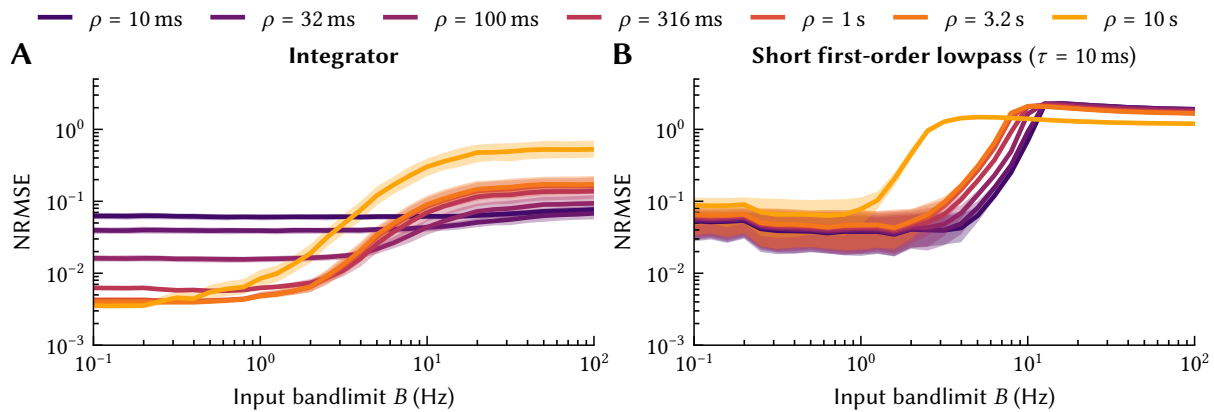 ρ = 10 ms ρ = 32 ms ρ = 100 ms ρ = 316 ms ρ = 1 s ρ = 3.2 s ρ = 10 s
A Integrator
NRMSE
10⁰
10⁻¹
10⁻²
10⁻³
10⁻¹ 10⁰ 10¹ 10²
Input bandlimit B (Hz)
B Short first-order lowpass (τ = 10 ms)
NRMSE
10⁰
10⁻¹
10⁻²
10⁻³
10⁻¹ 10⁰ 10¹ 10²
Input bandlimit B (Hz)